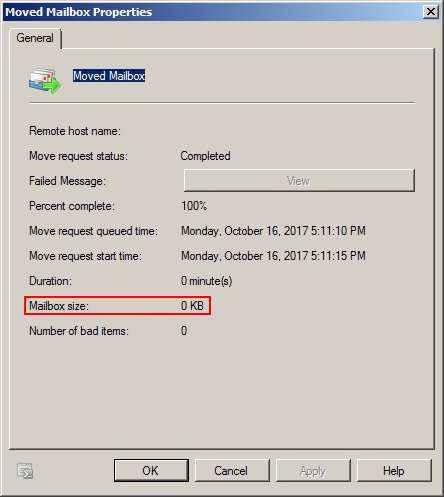 Moved Mailbox Properties
General
Moved Mailbox
Remote host name:
Move request status: Completed
Failed Message: View
Percent complete: 100%
Move request queued time: Monday, October 16, 2017 5:11:10 PM
Move request start time: Monday, October 16, 2017 5:11:15 PM
Duration: 0 minute(s)
Mailbox size: 0 KB
Number of bad items: 0
OK Cancel Apply Help